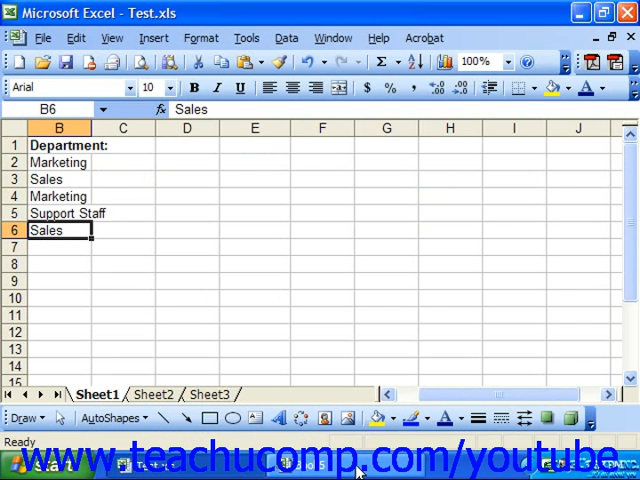 Microsoft Excel - Test.xls
File Edit View Insert Format Tools Data Window Help Acrobat
100%
Arial 10 B I U $ % ,
B6 fx Sales
B C D E F G H I J
1 Department:
2 Marketing
3 Sales
4 Marketing
5 Support Staff
6 Sales
7
8
9
10
11
12
13
14
15
Sheet1 Sheet2 Sheet3
Draw AutoShapes
Ready
www.teachucomp.com/youtube
Start